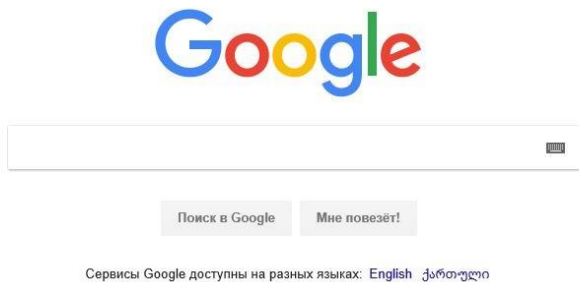 Google
Поиск в Google Мне повезёт!
Сервисы Google доступны на разных языках: English ქართული